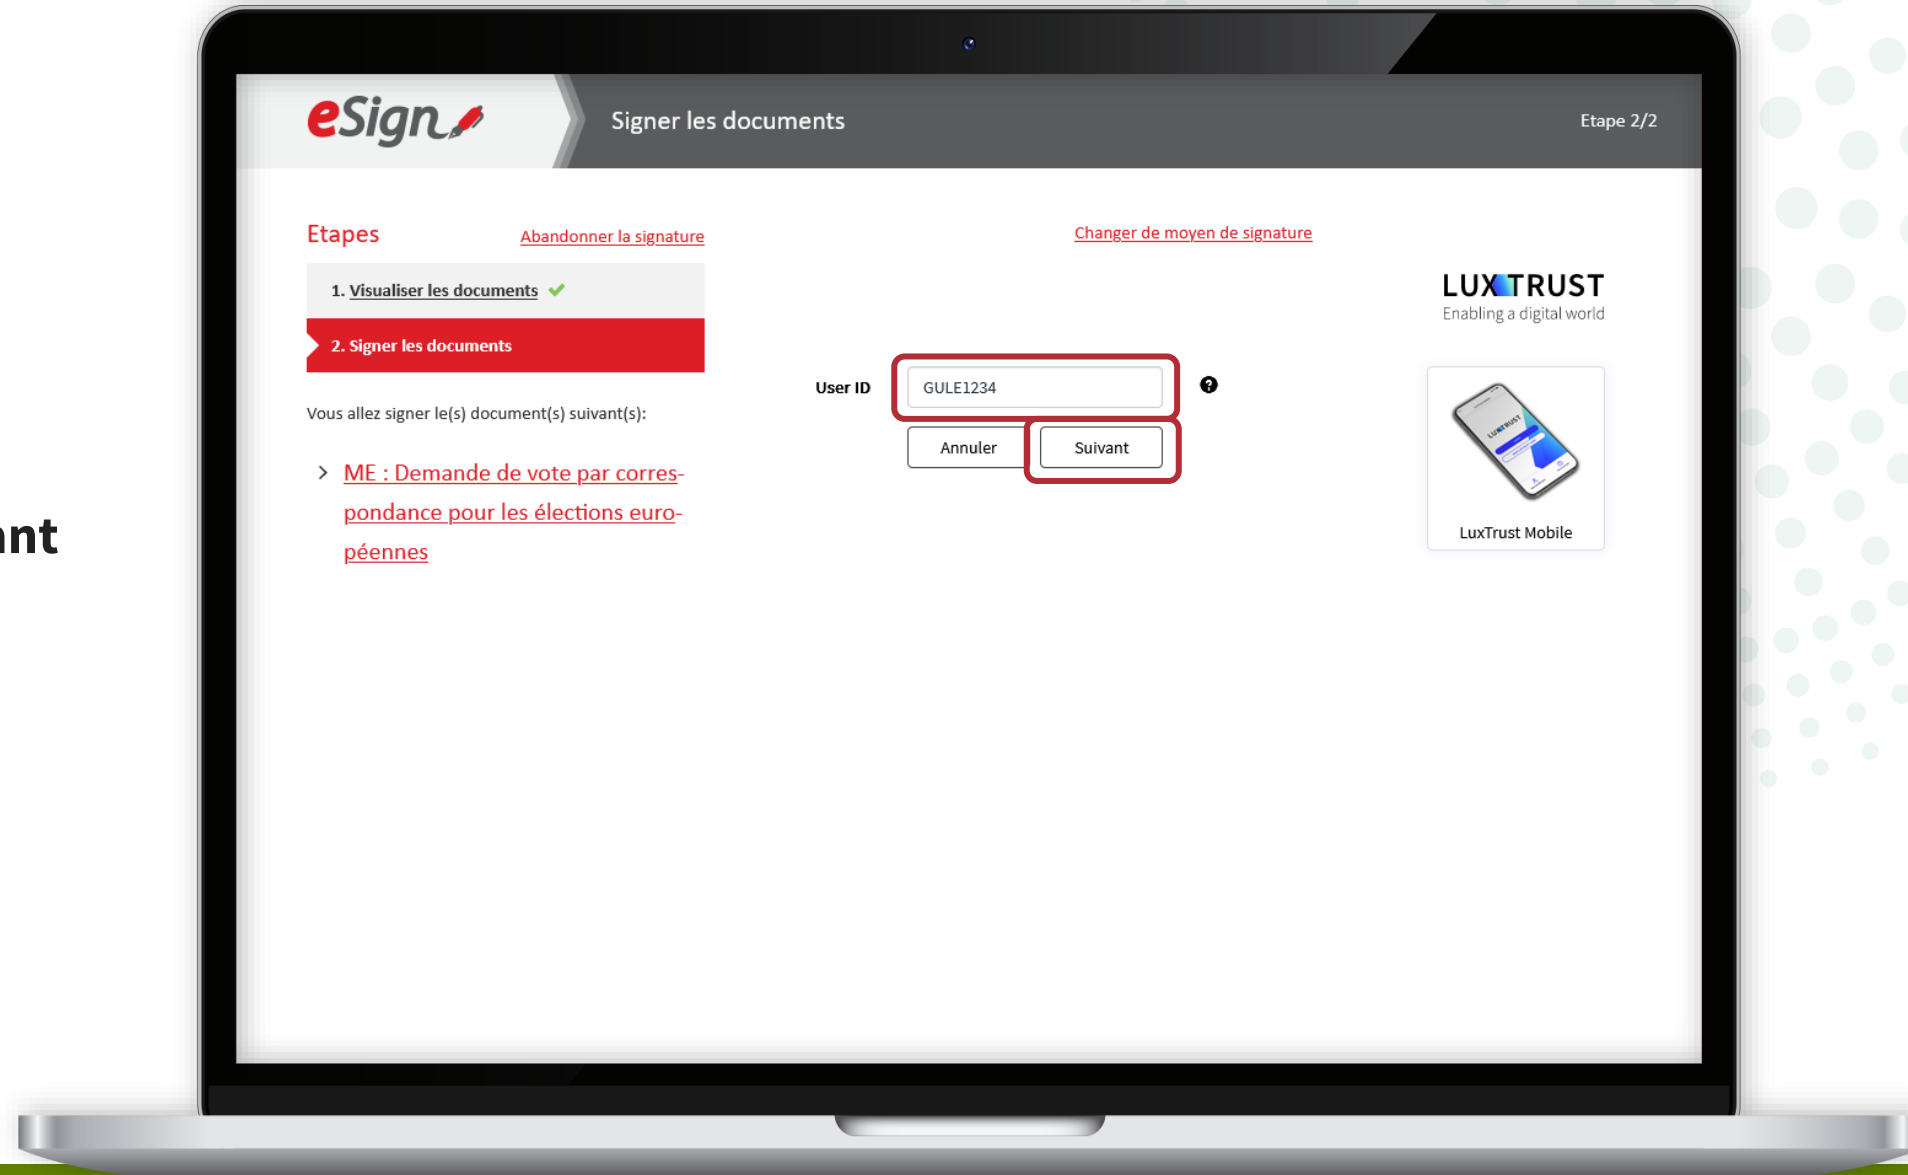 eSign
Signer les documents
Etape 2/2
Etapes
Abandonner la signature
Changer de moyen de signature
1. Visualiser les documents
2. Signer les documents
Vous allez signer le(s) document(s) suivant(s):
ME : Demande de vote par corres-
pondance pour les élections euro-
péennes
User ID
GULE1234
?
Annuler
Suivant
LUXTRUST
Enabling a digital world
LUXTRUST
LuxTrust Mobile